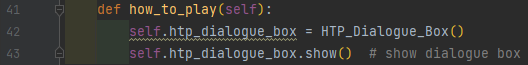 41 def how_to_play(self):
42 self.htp_dialogue_box = HTP_Dialogue_Box()
43 self.htp_dialogue_box.show()  # show dialogue box